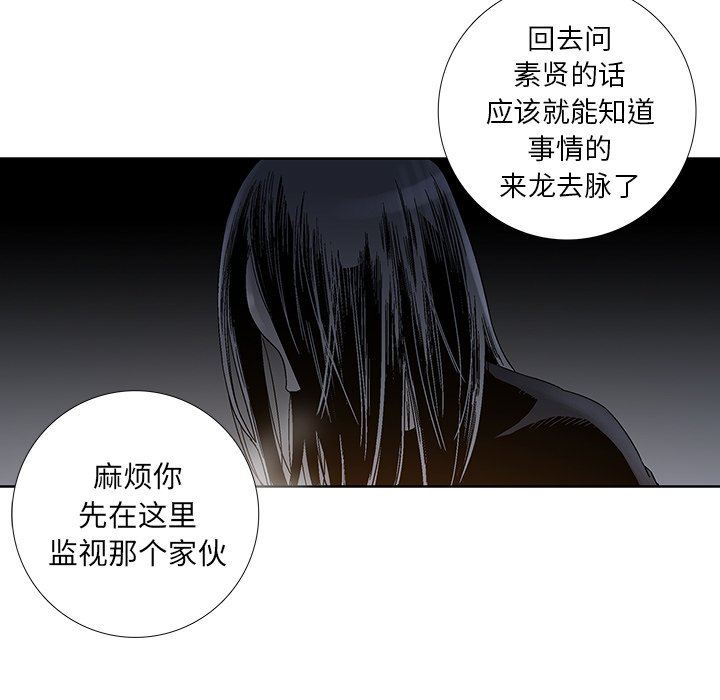 回去问
素贤的话
应该就能知道
事情的
来龙去脉了
麻烦你
先在这里
监视那个家伙